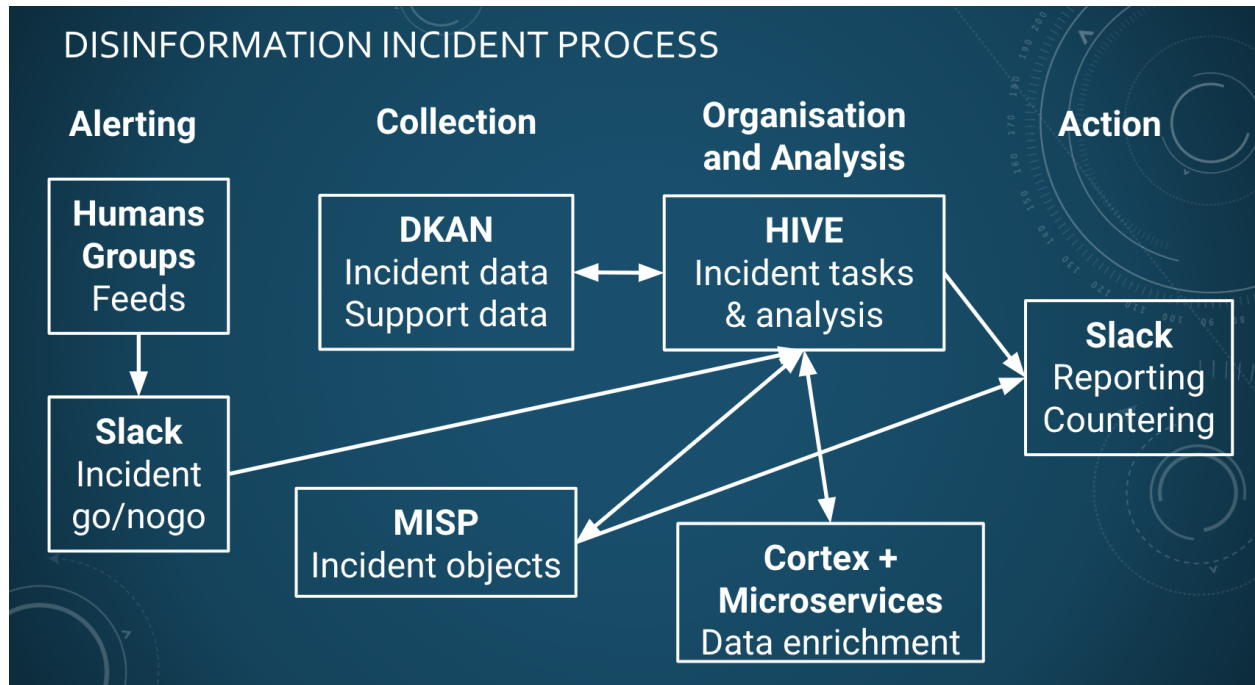 DISINFORMATION INCIDENT PROCESS
Alerting
Humans
Groups
Feeds
Slack
Incident
go/nogo
Collection
DKAN
Incident data
Support data
MISP
Incident objects
Organisation
and Analysis
HIVE
Incident tasks
& analysis
Cortex +
Microservices
Data enrichment
Action
Slack
Reporting
Countering